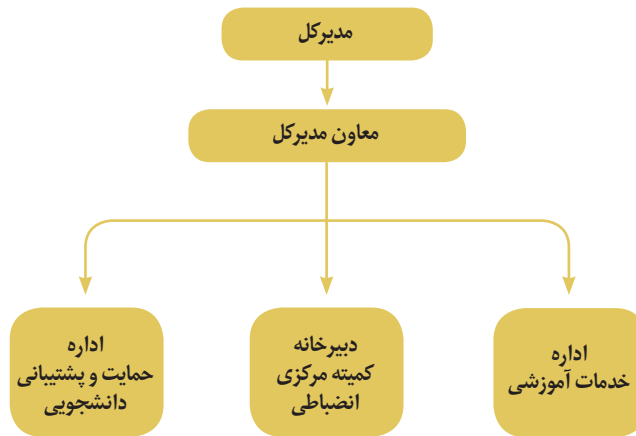 مدیرکل
معاون مدیرکل
اداره
خدمات آموزشی
دبیرخانه
کمیته مرکزی
انضباطی
اداره
حمایت و پشتیبانی
دانشجویی